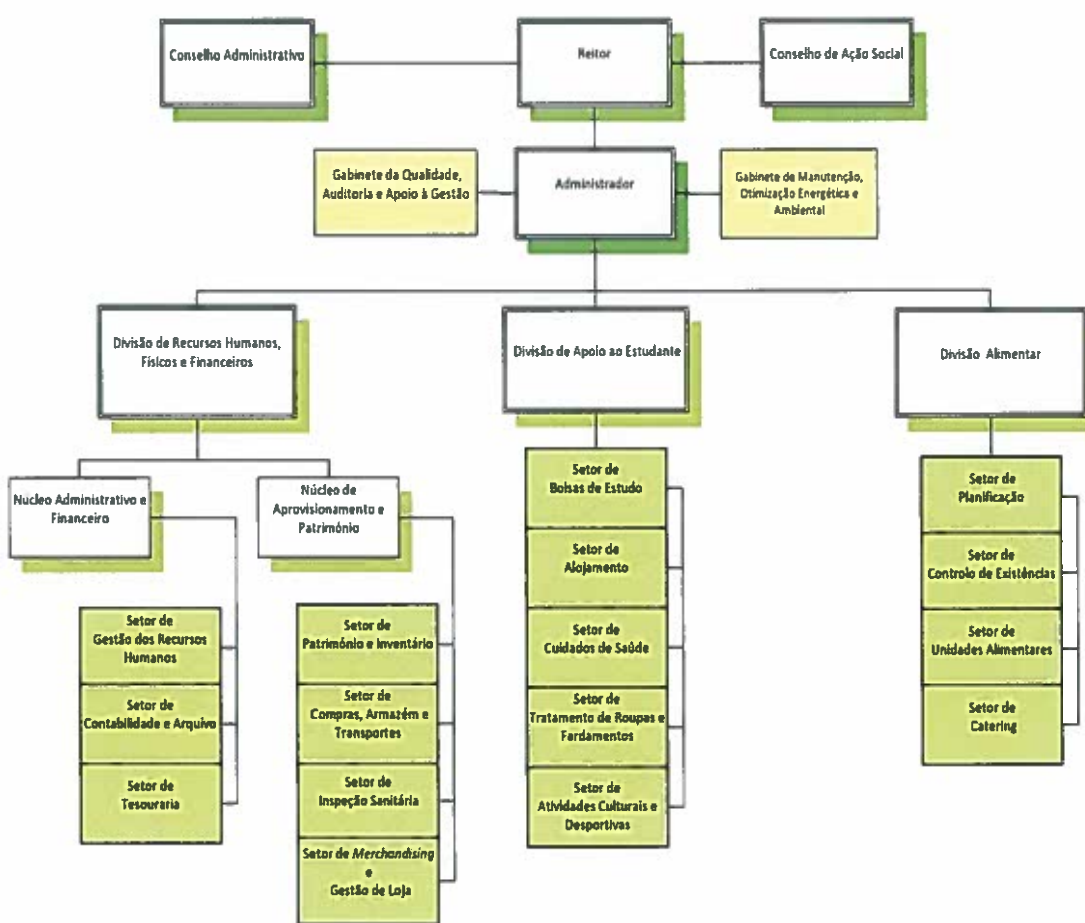 Conselho Administrativo
Reitor
Conselho de Ação Social
Gabinete da Qualidade,
Auditoria e Apoio à Gestão
Administrador
Gabinete de Manutenção,
Otimização Energética e
Ambiental
Divisão de Recursos Humanos,
Físicos e Financeiros
Divisão de Apoio ao Estudante
Divisão Alimentar
Nucleo Administrativo e
Financeiro
Núcleo de
Aprovisionamento e
Património
Setor de
Gestão dos Recursos
Humanos
Setor de
Contabilidade e Arquivo
Setor de
Tesouraria
Setor de
Património e Inventário
Setor de
Compras, Armazém e
Transportes
Setor de
Inspeção Sanitária
Setor de Merchandising
e
Gestão de Loja
Setor de
Bolsas de Estudo
Setor de
Alojamento
Setor de
Cuidados de Saúde
Setor de
Tratamento de Roupas e
Fardamentos
Setor de
Atividades Culturais e
Desportivas
Setor de
Planificação
Setor de
Controlo de Existências
Setor de
Unidades Alimentares
Setor de
Catering